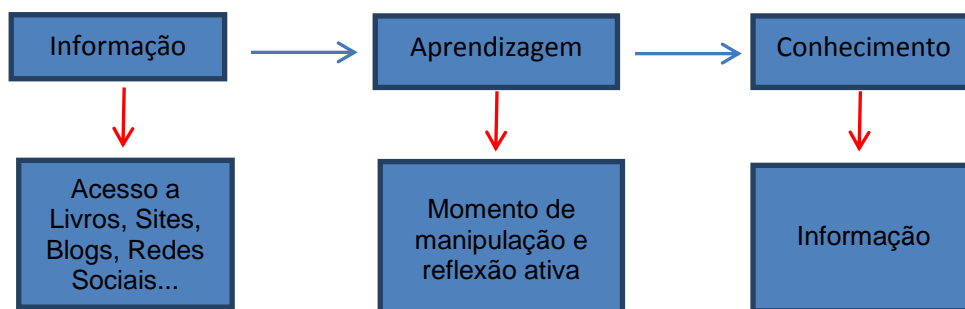 Informação
Aprendizagem
Conhecimento
Acesso a
Livros, Sites,
Blogs, Redes
Sociais...
Momento de
manipulação e
reflexão ativa
Informação